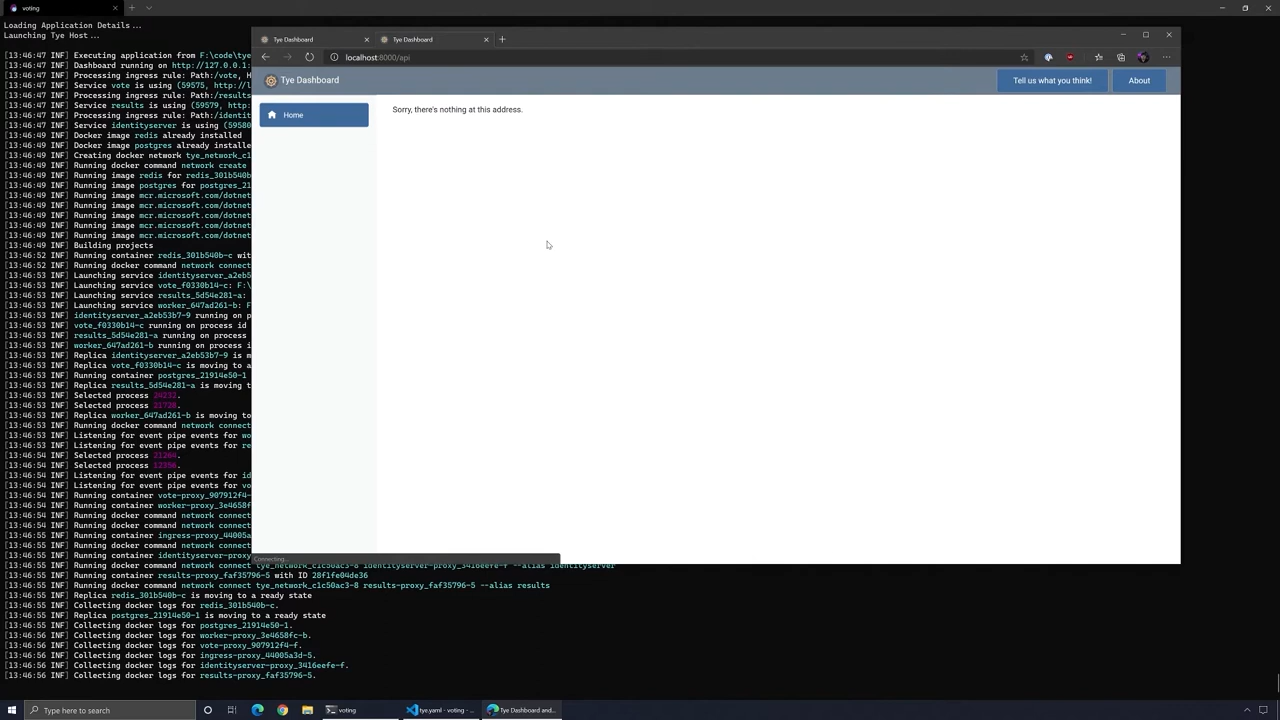 voting
Loading Application Details ...
Launching Tye Host...
[13:46:47 INF] Executing application from F:\code\tye
[13:46:47 INF] Dashboard running on http://127.0.0.1:
[13:46:47 INF] Processing ingress rule: Path:/vote, H
[13:46:47 INF] Service vote is using (59575, http://l
[13:46:47 INF] Processing ingress rule: Path:/results
[13:46:47 INF] Service results is using (59579, http:
[13:46:47 INF] Processing ingress rule: Path:/identit
[13:46:47 INF] Service identityserver is using (59580
[13:46:49 INF] Docker image redis already installed
[13:46:49 INF] Docker image postgres already installe
[13:46:49 INF] Creating docker network tye_network_c1
[13:46:49 INF] Running docker command network create
[13:46:49 INF] Running image redis for redis_301b540b
[13:46:49 INF] Running image postgres for postgres_21
[13:46:49 INF] Running image mcr.microsoft.com/dotnet
[13:46:49 INF] Running image mcr.microsoft.com/dotnet
[13:46:49 INF] Running image mcr.microsoft.com/dotnet
[13:46:49 INF] Running image mcr.microsoft.com/dotnet
[13:46:49 INF] Running image mcr.microsoft.com/dotnet
[13:46:49 INF] Building projects
[13:46:52 INF] Running container redis_301b540b-c wit
[13:46:52 INF] Running docker command network connect
[13:46:53 INF] Launching service identityserver_a2eb5
[13:46:53 INF] Launching service vote_f0330b14-c: F:\
[13:46:53 INF] Launching service results_5d54e281-a:
[13:46:53 INF] Launching service worker_647ad261-b: F
[13:46:53 INF] identityserver_a2eb53b7-9 running on p
[13:46:53 INF] vote_f0330b14-c running on process id
[13:46:53 INF] results_5d54e281-a running on process
[13:46:53 INF] worker_647ad261-b running on process i
[13:46:53 INF] Replica identityserver_a2eb53b7-9 is m
[13:46:53 INF] Replica vote_f0330b14-c is moving to a
[13:46:53 INF] Running container postgres_21914e50-1
[13:46:53 INF] Replica results_5d54e281-a is moving t
[13:46:53 INF] Selected process 24232.
[13:46:53 INF] Selected process 21728.
[13:46:53 INF] Replica worker_647ad261-b is moving to
[13:46:53 INF] Running docker command network connect
[13:46:53 INF] Listening for event pipe events for wo
[13:46:53 INF] Listening for event pipe events for re
[13:46:54 INF] Selected process 21264.
[13:46:54 INF] Selected process 12356.
[13:46:54 INF] Listening for event pipe events for id
[13:46:54 INF] Listening for event pipe events for vo
[13:46:54 INF] Running container vote-proxy_907912f4-
[13:46:54 INF] Running container worker-proxy_3e4658f
[13:46:54 INF] Running docker command network connect
[13:46:54 INF] Running docker command network connect
[13:46:55 INF] Running container ingress-proxy_44005a
[13:46:55 INF] Running docker command network connect
[13:46:55 INF] Running container identityserver-proxy
[13:46:55 INF] Running docker command network connect tye_network_c1c50ac3-8 identityserver-proxy_3416eefe-f --alias identityserver
[13:46:55 INF] Running container results-proxy_faf35796-5 with ID 28f1fe04de36
[13:46:55 INF] Running docker command network connect tye_network_c1c50ac3-8 results-proxy_faf35796-5 --alias results
[13:46:55 INF] Replica redis_301b540b-c is moving to a ready state
[13:46:55 INF] Collecting docker logs for redis_301b540b-c.
[13:46:55 INF] Replica postgres_21914e50-1 is moving to a ready state
[13:46:55 INF] Collecting docker logs for postgres_21914e50-1.
[13:46:56 INF] Collecting docker logs for worker-proxy_3e4658fc-b.
[13:46:56 INF] Collecting docker logs for vote-proxy_907912f4-f.
[13:46:56 INF] Collecting docker logs for ingress-proxy_44005a3d-5.
[13:46:56 INF] Collecting docker logs for identityserver-proxy_3416eefe-f.
[13:46:56 INF] Collecting docker logs for results-proxy_faf35796-5.
Tye Dashboard
Tye Dashboard
localhost:8000/api
Tye Dashboard
Tell us what you think!
About
Home
Sorry, there's nothing at this address.
Connecting...
Type here to search
voting
tye.yaml - voting - ...
Tye Dashboard and...